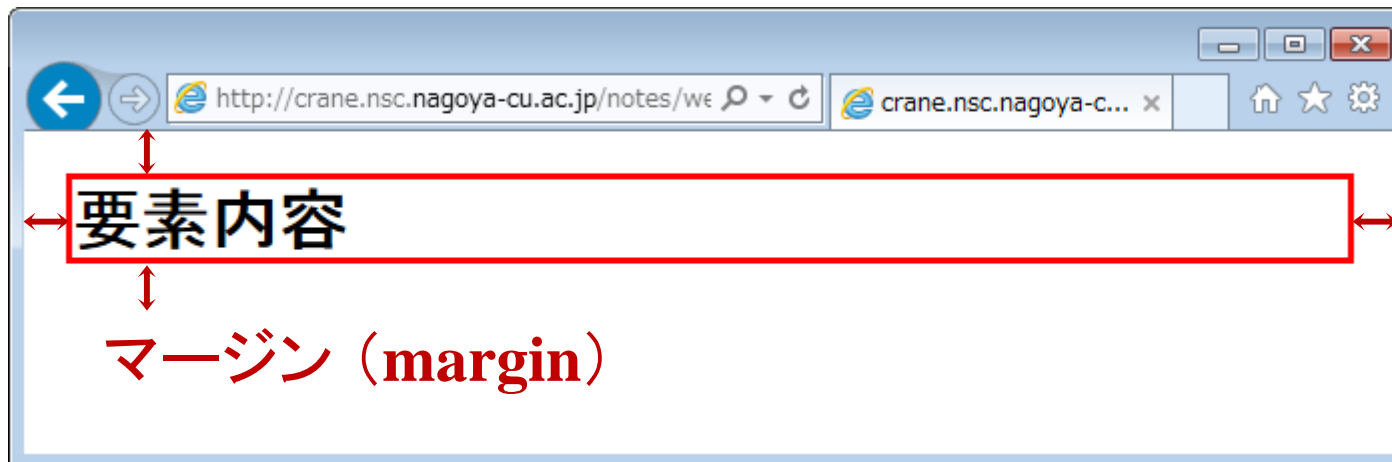 http://crane.nsc.nagoya-cu.ac.jp/notes/we
crane.nsc.nagoya-c...
要素内容
マージン（margin）